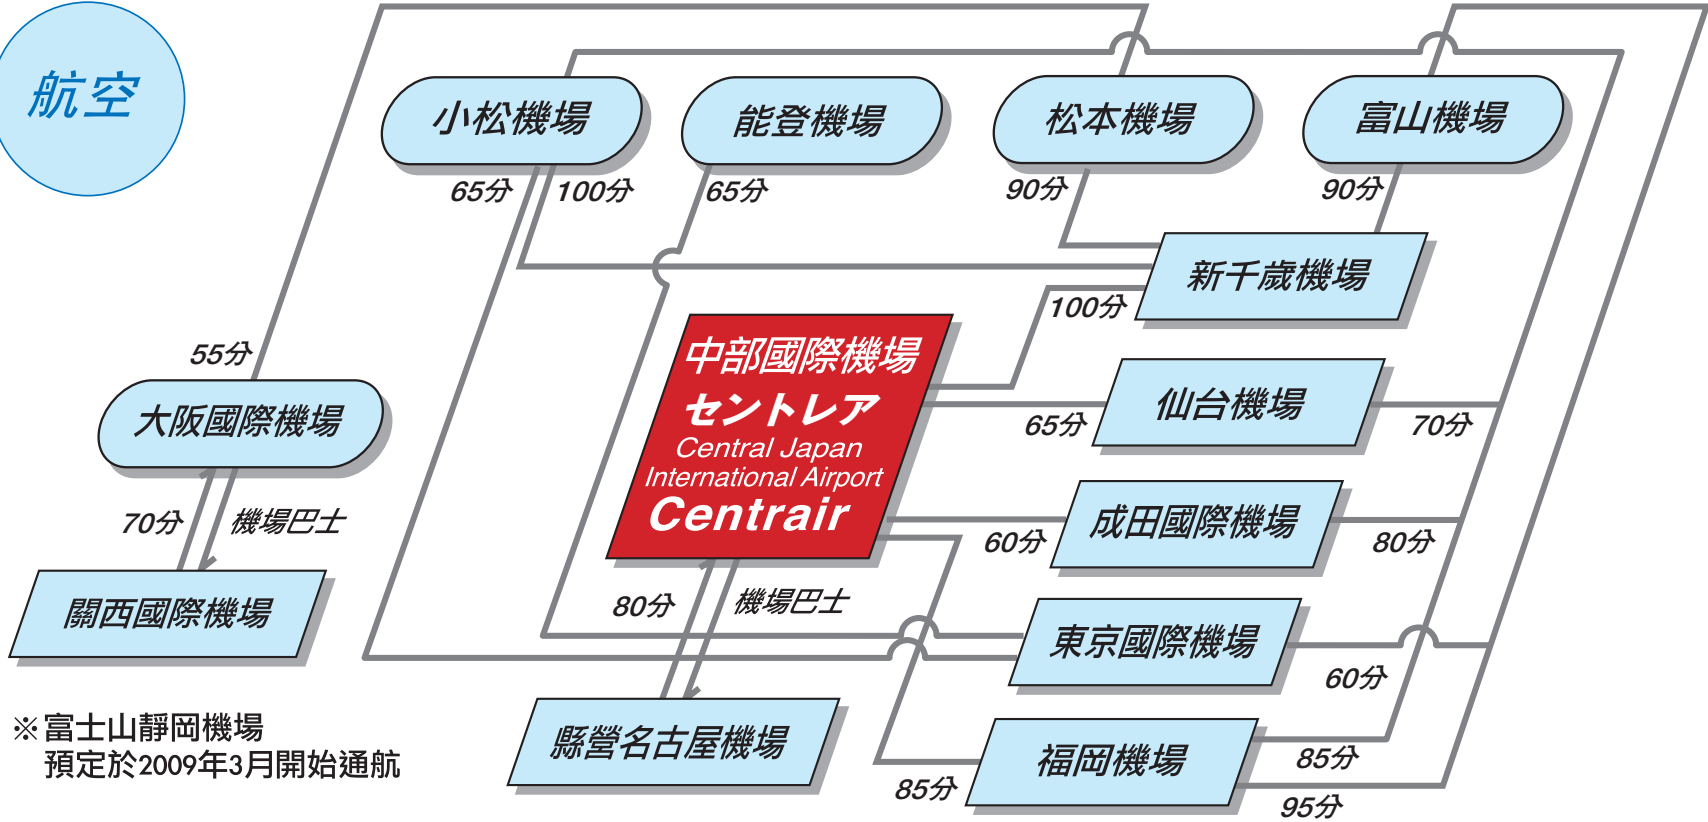 航空
小松機場
能登機場
松本機場
富山機場
65分
100分
65分
90分
90分
新千歲機場
100分
中部國際機場
セントレア
Central Japan
International Airport
Centrair
55分
大阪國際機場
仙台機場
65分
70分
70分
機場巴士
成田國際機場
60分
80分
關西國際機場
80分
機場巴士
東京國際機場
60分
※富士山靜岡機場
預定於2009年3月開始通航
縣營名古屋機場
福岡機場
85分
85分
95分